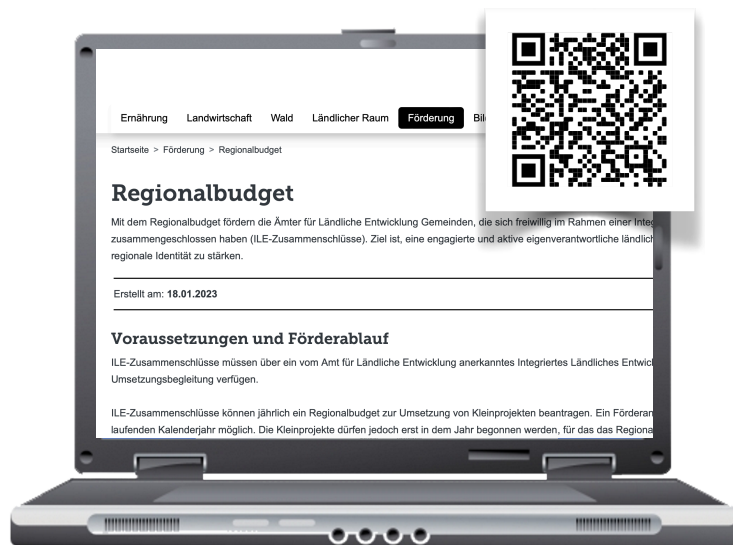 Ernährung Landwirtschaft Wald Ländlicher Raum Förderung
Startseite > Förderung > Regionalbudget
Regionalbudget
Mit dem Regionalbudget fördern die Ämter für Ländliche Entwicklung Gemeinden, die sich freiwillig im Rahmen einer
zusammengeschlossen haben (ILE-Zusammenschlüsse). Ziel ist, eine engagierte und aktive eigenverantwortliche
regionale Identität zu stärken.
Erstellt am: 18.01.2023
Voraussetzungen und Förderablauf
ILE-Zusammenschlüsse müssen über ein vom Amt für Ländliche Entwicklung anerkanntes Integriertes Ländliches
Umsetzungsbegleitung verfügen.
ILE-Zusammenschlüsse können jährlich ein Regionalbudget zur Umsetzung von Kleinprojekten beantragen. Ein
laufenden Kalenderjahr möglich. Die Kleinprojekte dürfen jedoch erst in dem Jahr begonnen werden, für das das